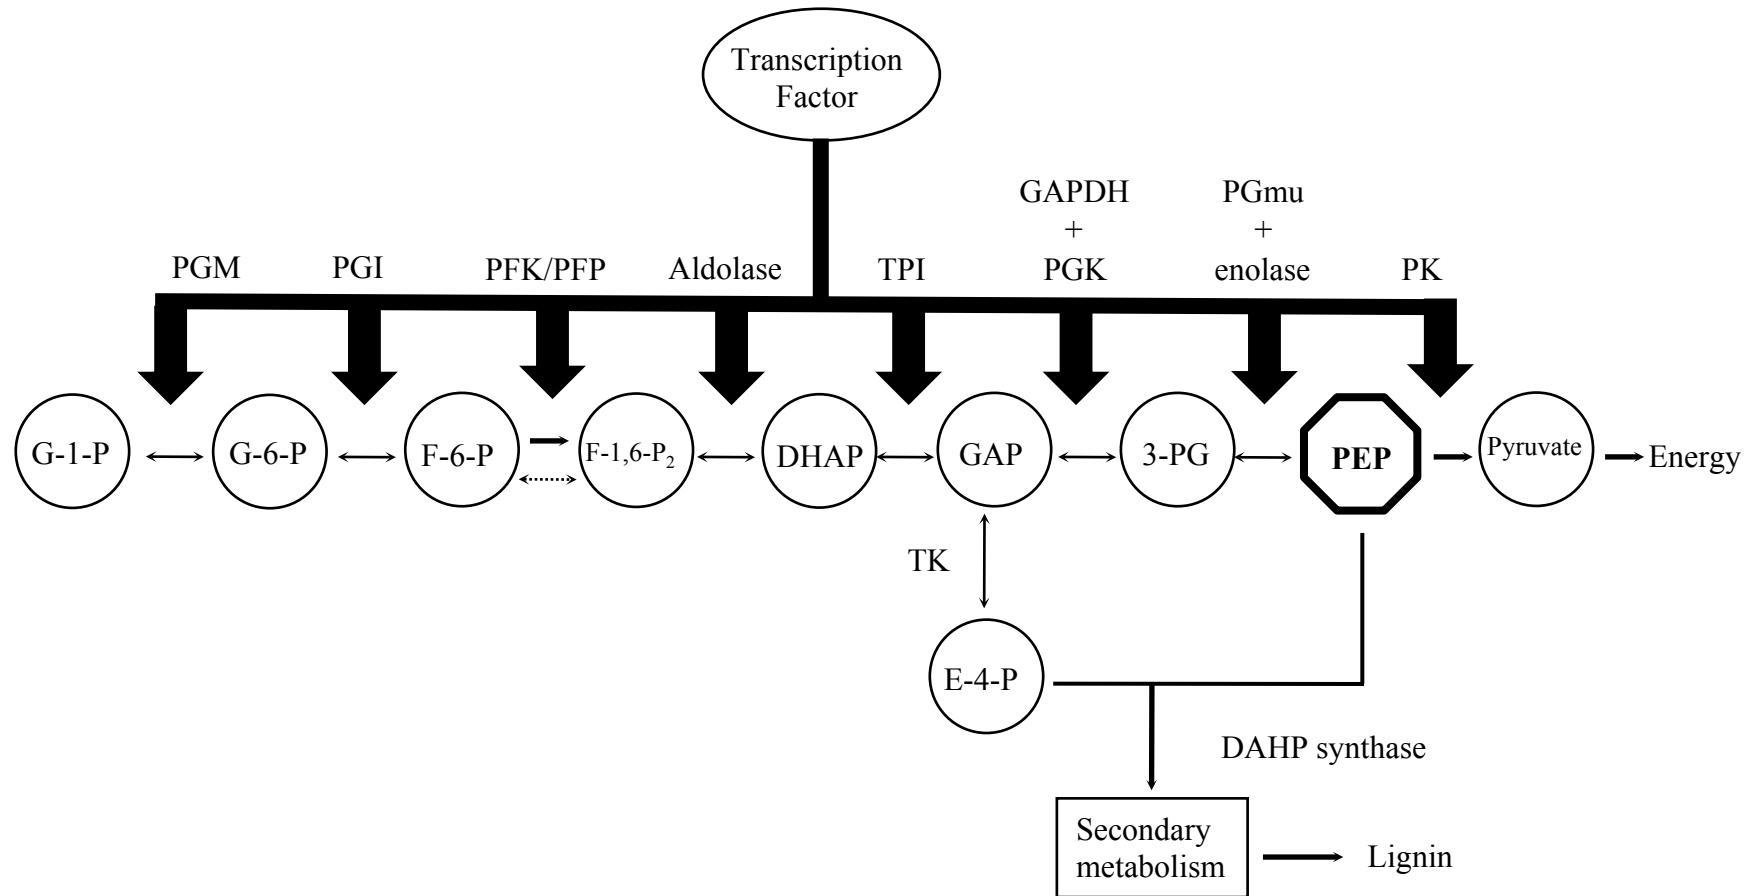 Transcription
Factor
GAPDH
+
PGK
PGmu
+
enolase
PGM
PGI
PFK/PFP
Aldolase
TPI
PK
G-1-P
G-6-P
F-6-P
F-1,6-P₂
DHAP
GAP
3-PG
PEP
Pyruvate
Energy
TK
E-4-P
DAHP synthase
Secondary
metabolism
Lignin